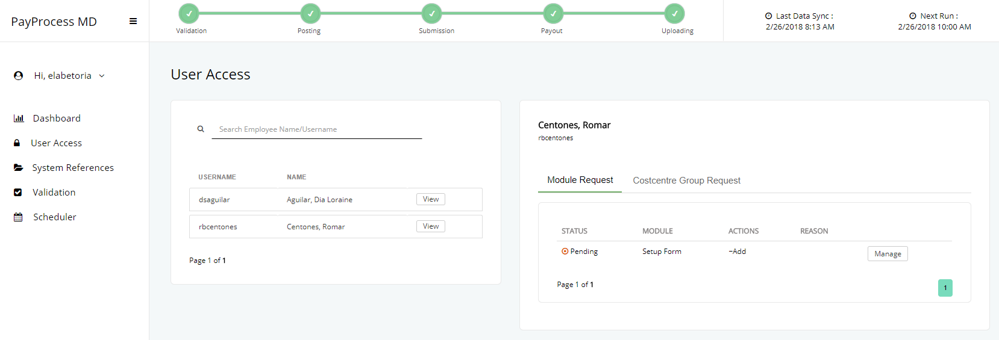 PayProcess MD
Validation
Posting
Submission
Payout
Uploading
Last Data Sync :
2/26/2018 8:13 AM
Next Run :
2/26/2018 10:00 AM
Hi, elabetoria
Dashboard
User Access
System References
Validation
Scheduler
User Access
Search Employee Name/Username
USERNAME NAME
dsaguilar Aguilar, Dia Loraine View
rbcentones Centones, Romar View
Page 1 of 1
Centones, Romar
rbcentones
Module Request Costcentre Group Request
STATUS MODULE ACTIONS REASON
Pending Setup Form ~Add Manage
Page 1 of 1
1